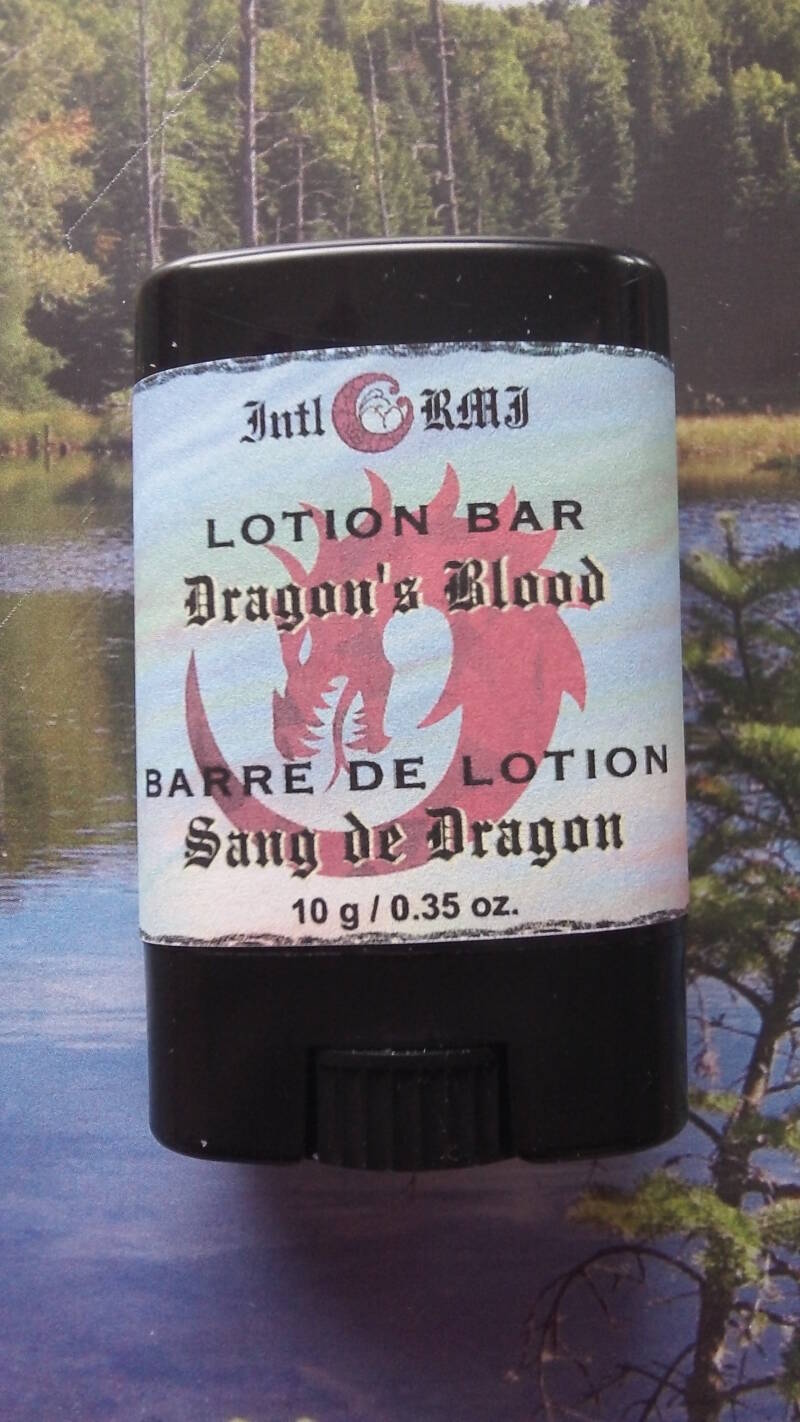 Intl RMI
LOTION BAR
Dragon's Blood
BARRE DE LOTION
Sang de Dragon
10 g / 0.35 oz.